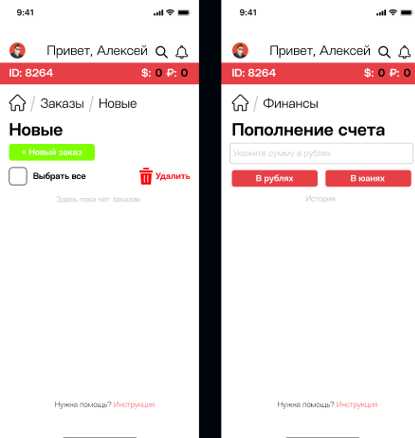 9:41
Привет, Алексей
ID: 8264 $: 0 ₽: 0
/ Заказы / Новые
Новые
+ Новый заказ
Выбрать все Удалить
Здесь пока нет заказов
Нужна помощь? Инструкция
9:41
Привет, Алексей
ID: 8264 $: 0 ₽: 0
/ Финансы
Пополнение счета
Укажите сумму в рублях
В рублях В юанях
История
Нужна помощь? Инструкция